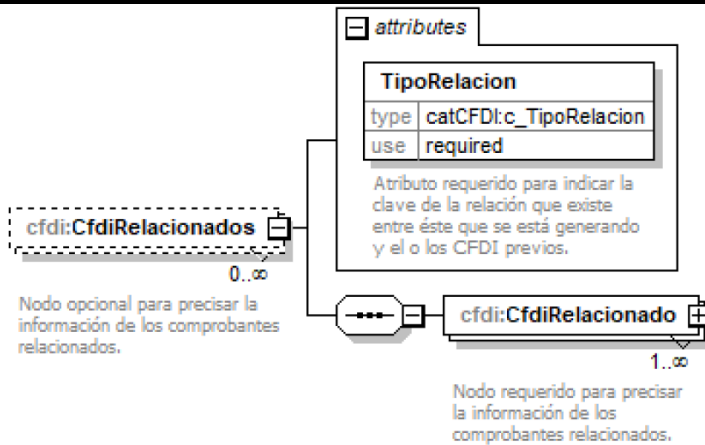 attributes
TipoRelacion
type catCFDI:c_TipoRelacion
use required
Atributo requerido para indicar la
clave de la relación que existe
entre éste que se está generando
y el o los CFDI previos.
cfdi:CfdiRelacionados
0..∞
Nodo opcional para precisar la
información de los comprobantes
relacionados.
cfdi:CfdiRelacionado
1..∞
Nodo requerido para precisar
la información de los
comprobantes relacionados.